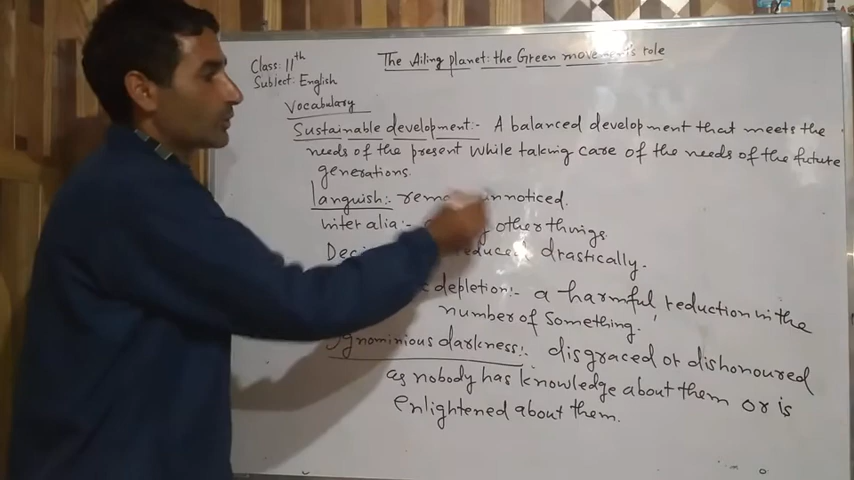 Class: 11th
The Ailing planet: the Green movement's role
Subject: English
Vocabulary
Sustainable development:- A balanced development that meets the
needs of the present while taking care of the needs of the future
generations.
languish:- unnoticed.
inter alia:- other things.
drastically.
depletion:- a harmful reduction in the
number of something.
Ignominious darkness:- disgraced or dishonoured
as nobody has knowledge about them or is
enlightened about them.